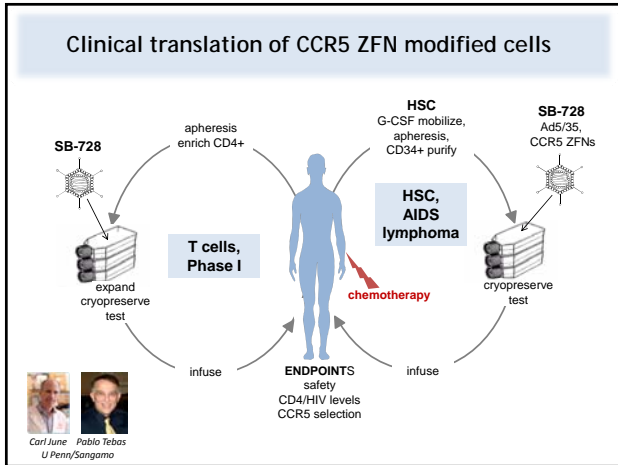 Clinical translation of CCR5 ZFN modified cells
SB-728
apheresis
enrich CD4+
HSC
G-CSF mobilize,
apheresis,
CD34+ purify
SB-728
Ad5/35,
CCR5 ZFNs
T cells,
Phase I
HSC,
AIDS
lymphoma
expand
cryopreserve
test
chemotherapy
cryopreserve
test
infuse
infuse
ENDPOINTS
safety
CD4/HIV levels
CCR5 selection
Carl June Pablo Tebas
U Penn/Sangamo